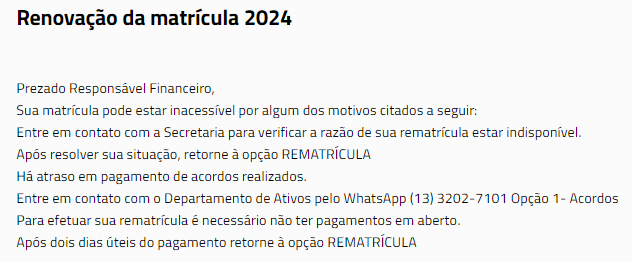 Renovação da matrícula 2024
Prezado Responsável Financeiro,
Sua matrícula pode estar inacessível por algum dos motivos citados a seguir:
Entre em contato com a Secretaria para verificar a razão de sua rematrícula estar indisponível.
Após resolver sua situação, retorne à opção REMATRÍCULA
Há atraso em pagamento de acordos realizados.
Entre em contato com o Departamento de Ativos pelo WhatsApp (13) 3202-7101 Opção 1- Acordos
Para efetuar sua rematrícula é necessário não ter pagamentos em aberto.
Após dois dias úteis do pagamento retorne à opção REMATRÍCULA